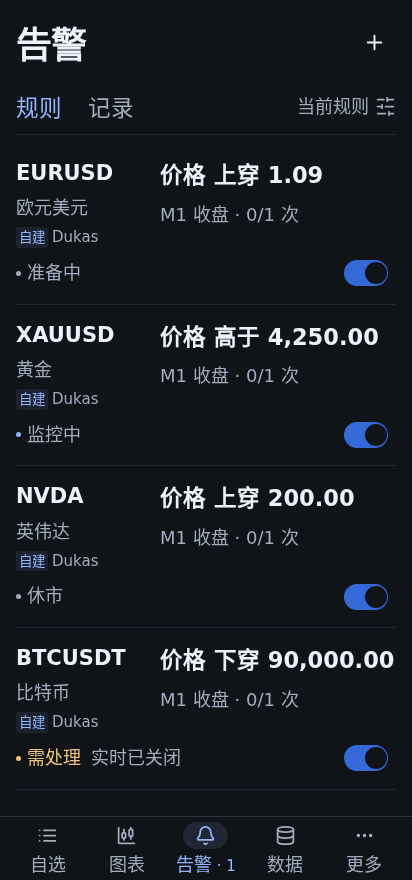 告警
规则 记录 当前规则
EURUSD 价格 上穿 1.09
欧元美元 M1 收盘 · 0/1 次
自建 Dukas
准备中
XAUUSD 价格 高于 4,250.00
黄金 M1 收盘 · 0/1 次
自建 Dukas
监控中
NVDA 价格 上穿 200.00
英伟达 M1 收盘 · 0/1 次
自建 Dukas
休市
BTCUSDT 价格 下穿 90,000.00
比特币 M1 收盘 · 0/1 次
自建 Dukas
需处理 实时已关闭
自选 图表 告警 · 1 数据 更多